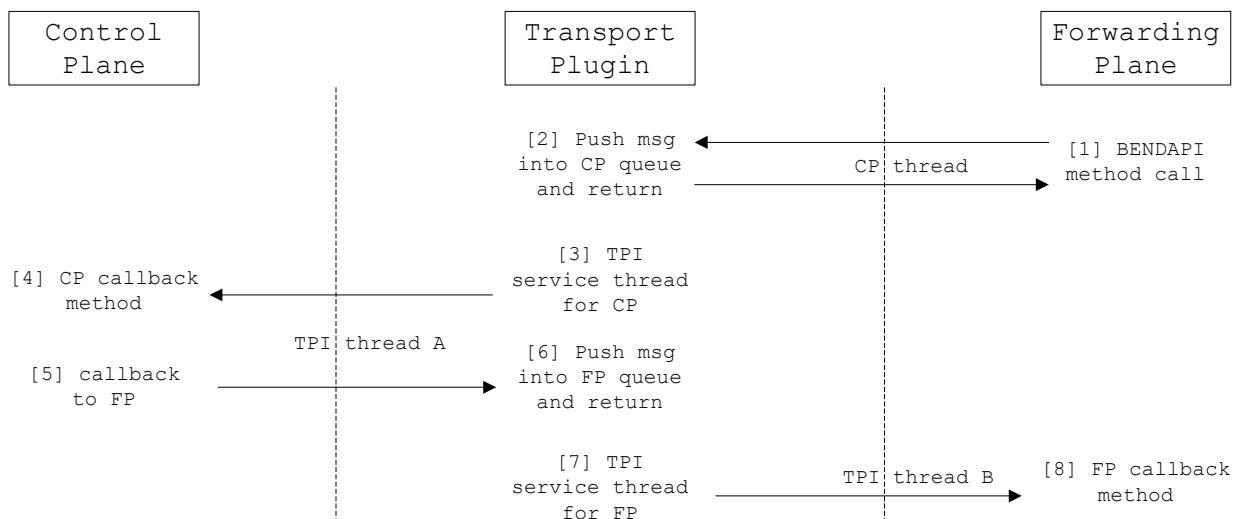 Control
Plane
Transport
Plugin
Forwarding
Plane
[2] Push msg
into CP queue
and return
CP thread
[1] BENDAPI
method call
[3] TPI
service thread
for CP
[4] CP callback
method
TPI thread A
[5] callback
to FP
[6] Push msg
into FP queue
and return
[7] TPI
service thread
for FP
TPI thread B
[8] FP callback
method